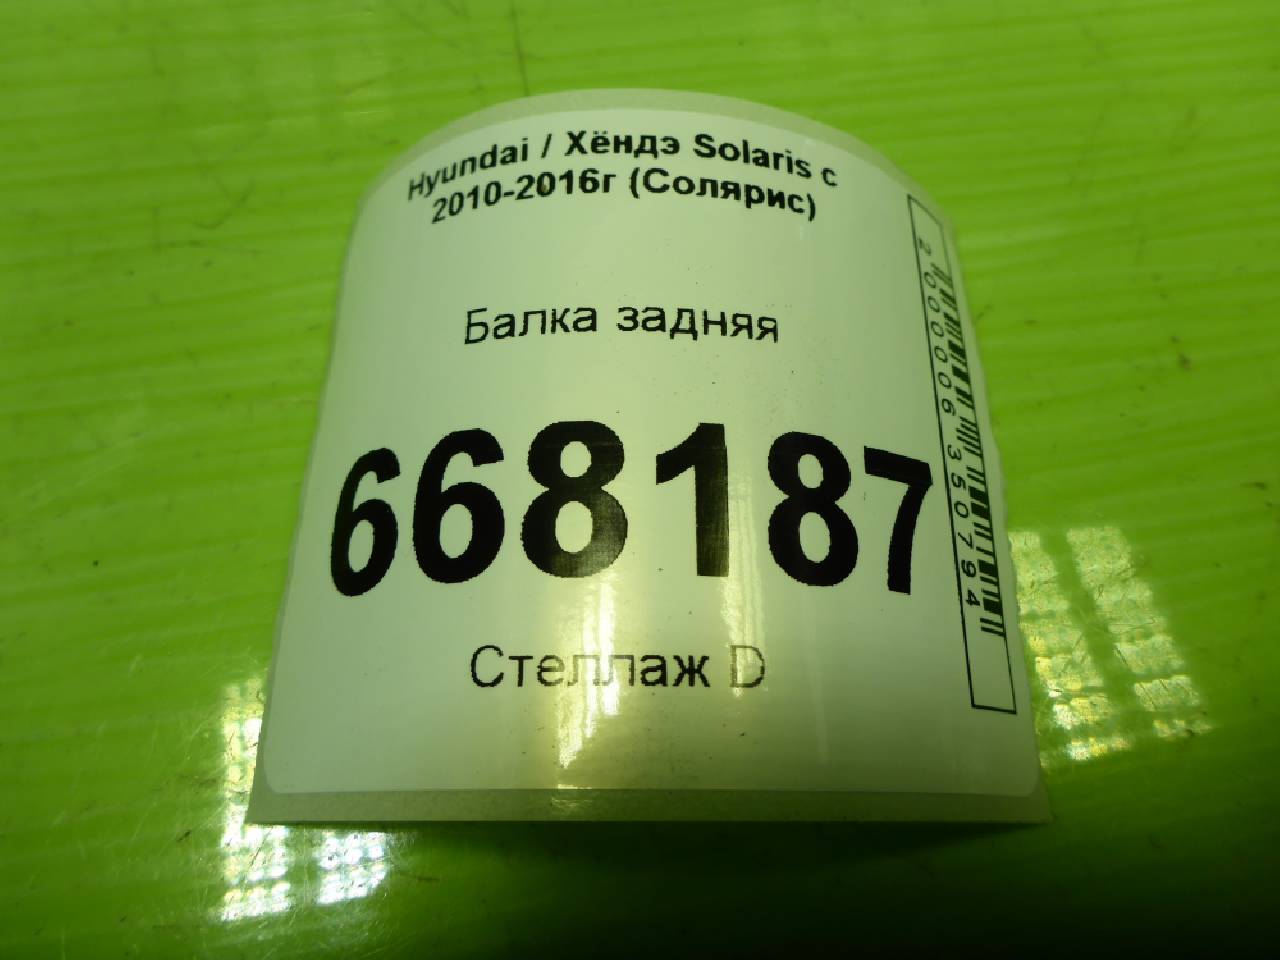 Hyundai / Хёндэ Solaris с
2010-2016г (Солярис)
Балка задняя
668187
Стеллаж D
2000006350794